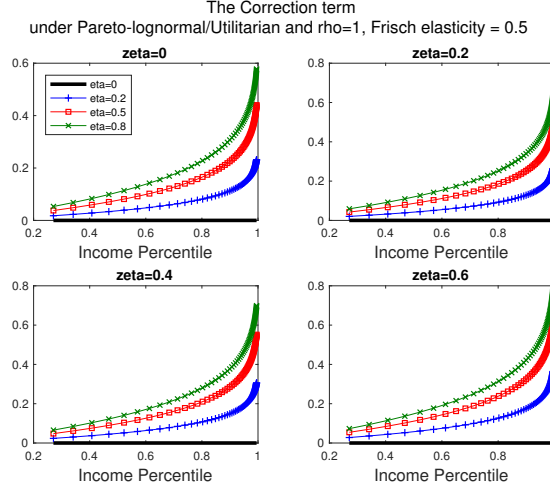 The Correction term
under Pareto-lognormal/Utilitarian and rho=1, Frisch elasticity = 0.5
zeta=0
0.6
0.4
0.2
0
eta=0
eta=0.2
eta=0.5
eta=0.8
0.2 0.4 0.6 0.8 1
Income Percentile
zeta=0.2
0.8
0.6
0.4
0.2
0
0.2 0.4 0.6 0.8
Income Percentile
zeta=0.4
0.8
0.6
0.4
0.2
0
0.2 0.4 0.6 0.8 1
Income Percentile
zeta=0.6
0.8
0.6
0.4
0.2
0
0.2 0.4 0.6 0.8
Income Percentile